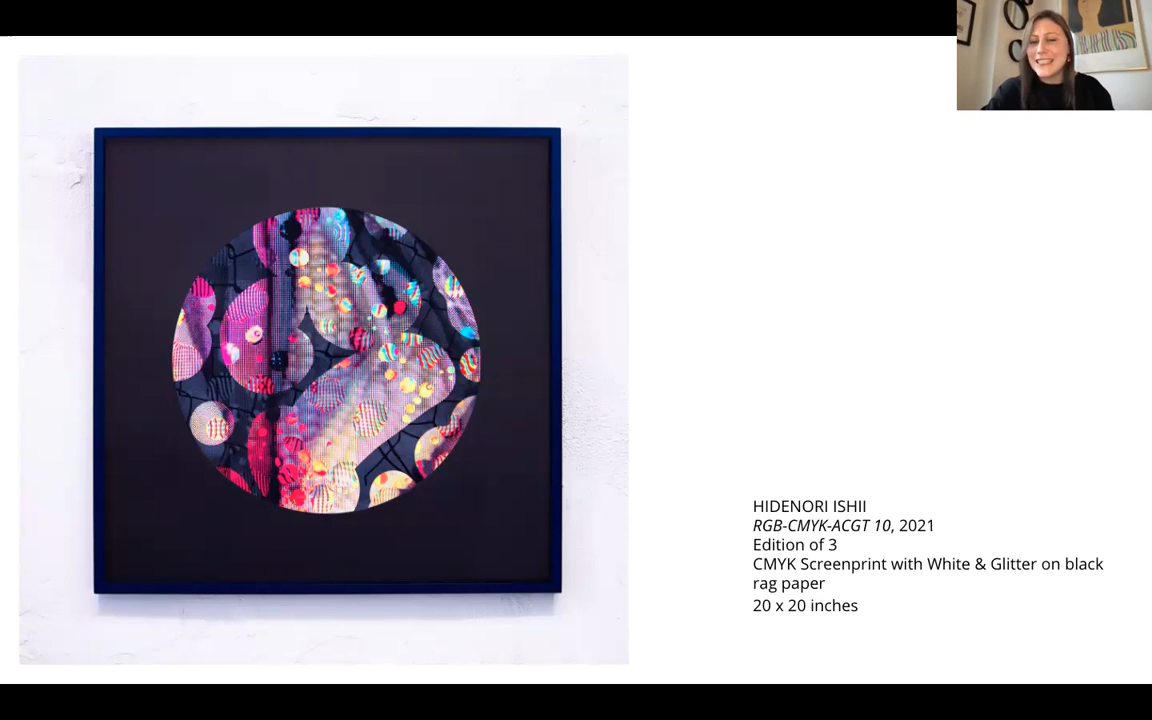 HIDENORI ISHII
RGB-CMYK-ACGT 10, 2021
Edition of 3
CMYK Screenprint with White & Glitter on black
rag paper
20 x 20 inches